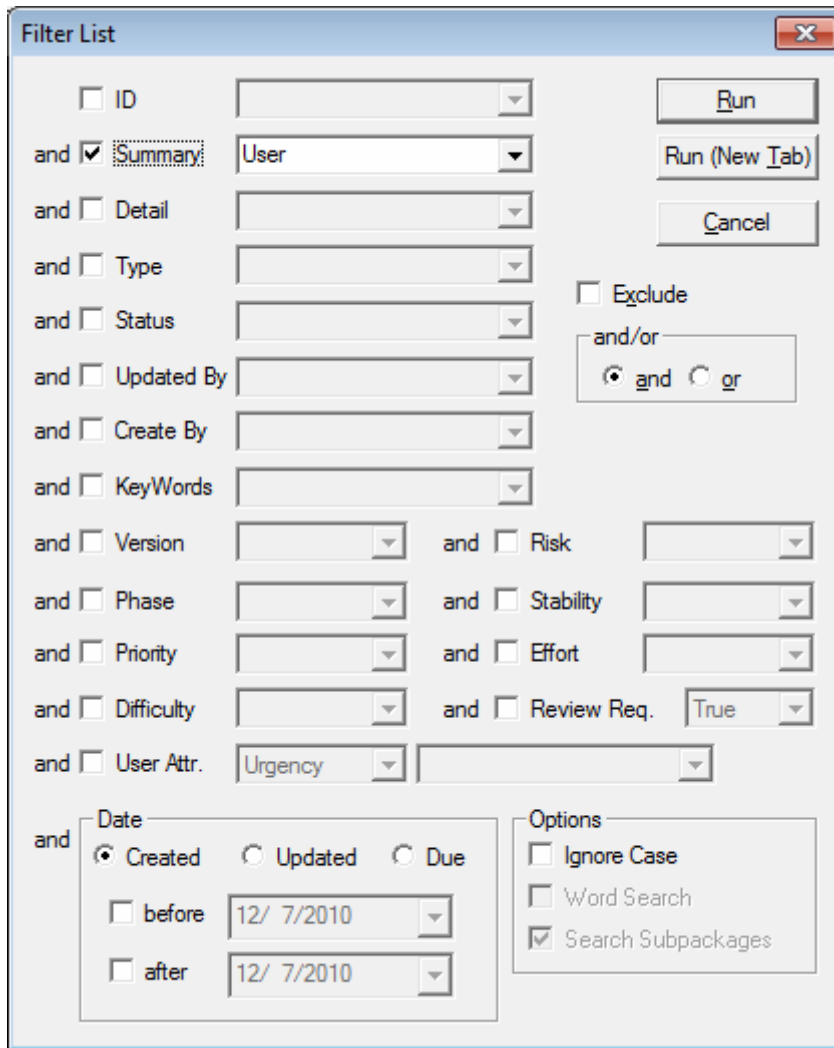 Filter List
ID
Run
and Summary User
Run (New Tab)
and Detail
Cancel
and Type
Exclude
and Status
and/or
and or
and Updated By
and Create By
and KeyWords
and Version and Risk
and Phase and Stability
and Priority and Effort
and Difficulty and Review Req. True
and User Attr. Urgency
and
Date
Created Updated Due
before 12/ 7/2010
after 12/ 7/2010
Options
Ignore Case
Word Search
Search Subpackages